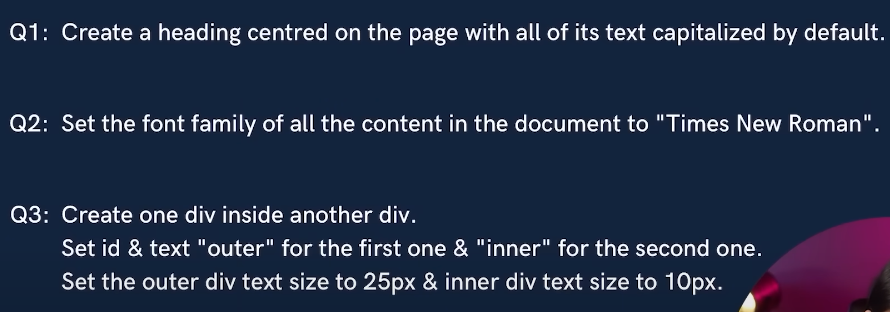 Q1: Create a heading centred on the page with all of its text capitalized by default.
Q2: Set the font family of all the content in the document to "Times New Roman".
Q3: Create one div inside another div.
Set id & text "outer" for the first one & "inner" for the second one.
Set the outer div text size to 25px & inner div text size to 10px.